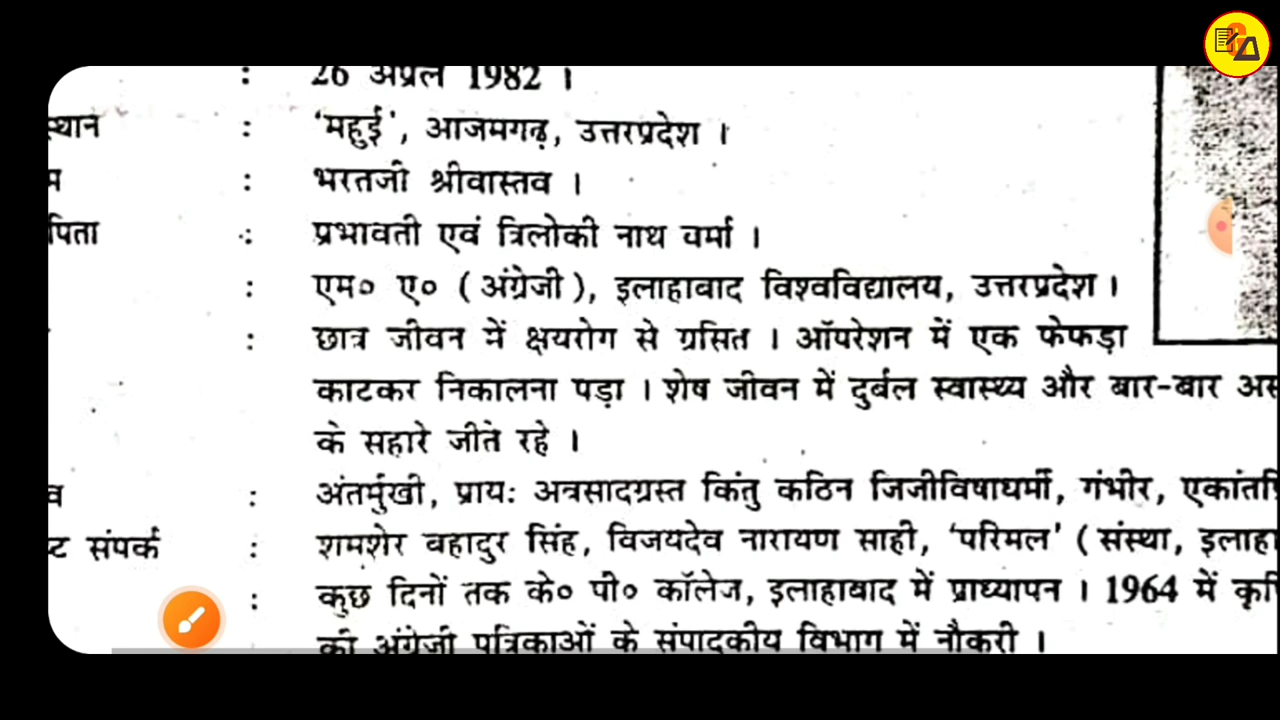 : 26 अप्रैल 1982 ।
स्थान : ‘महुई’, आजमगढ़, उत्तरप्रदेश ।
: भरतजी श्रीवास्तव ।
पिता : प्रभावती एवं त्रिलोकी नाथ वर्मा ।
: एम० ए० (अंग्रेजी), इलाहाबाद विश्वविद्यालय, उत्तरप्रदेश ।
: छात्र जीवन में क्षयरोग से ग्रसित । ऑपरेशन में एक फेफड़ा
काटकर निकालना पड़ा । शेष जीवन में दुर्बल स्वास्थ्य और बार-बार
के सहारे जीते रहे ।
: अंतर्मुखी, प्रायः अवसादग्रस्त किंतु कठिन जिजीविषाधर्मी, गंभीर,
संपर्क : शमशेर बहादुर सिंह, विजयदेव नारायण साही, ‘परिमल’ (संस्था,
: कुछ दिनों तक के० पी० कॉलेज, इलाहाबाद में प्राध्यापन । 1964 में
की अंग्रेजी पत्रिकाओं के संपादकीय विभाग में नौकरी ।